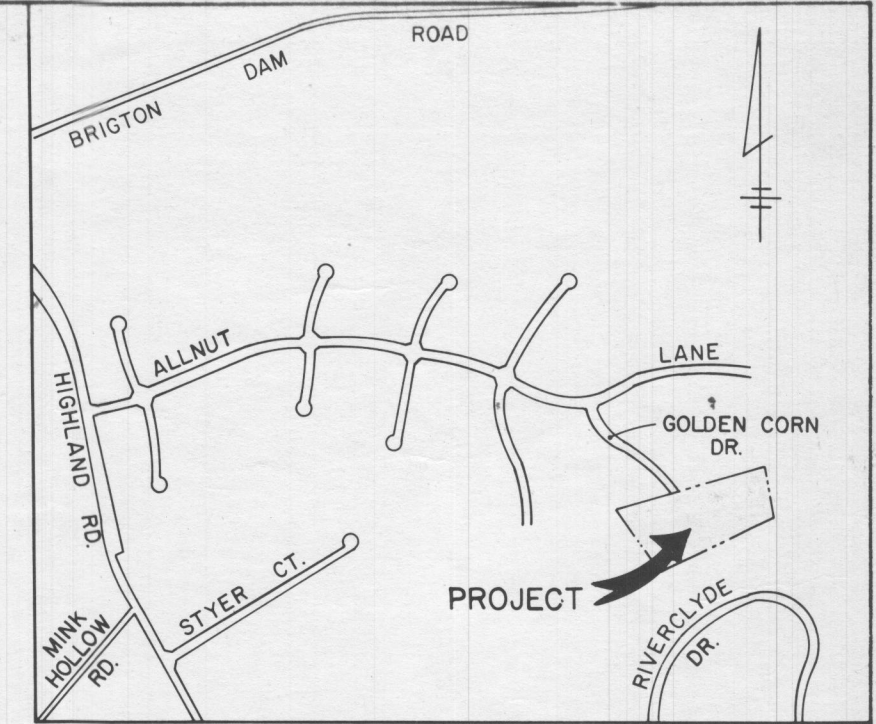 BRIGTON DAM ROAD
ALLNUT LANE
HIGHLAND RD.
GOLDEN CORN
DR.
STYER CT.
PROJECT
MINK
HOLLOW
RD.
RIVERCLYDE
DR.